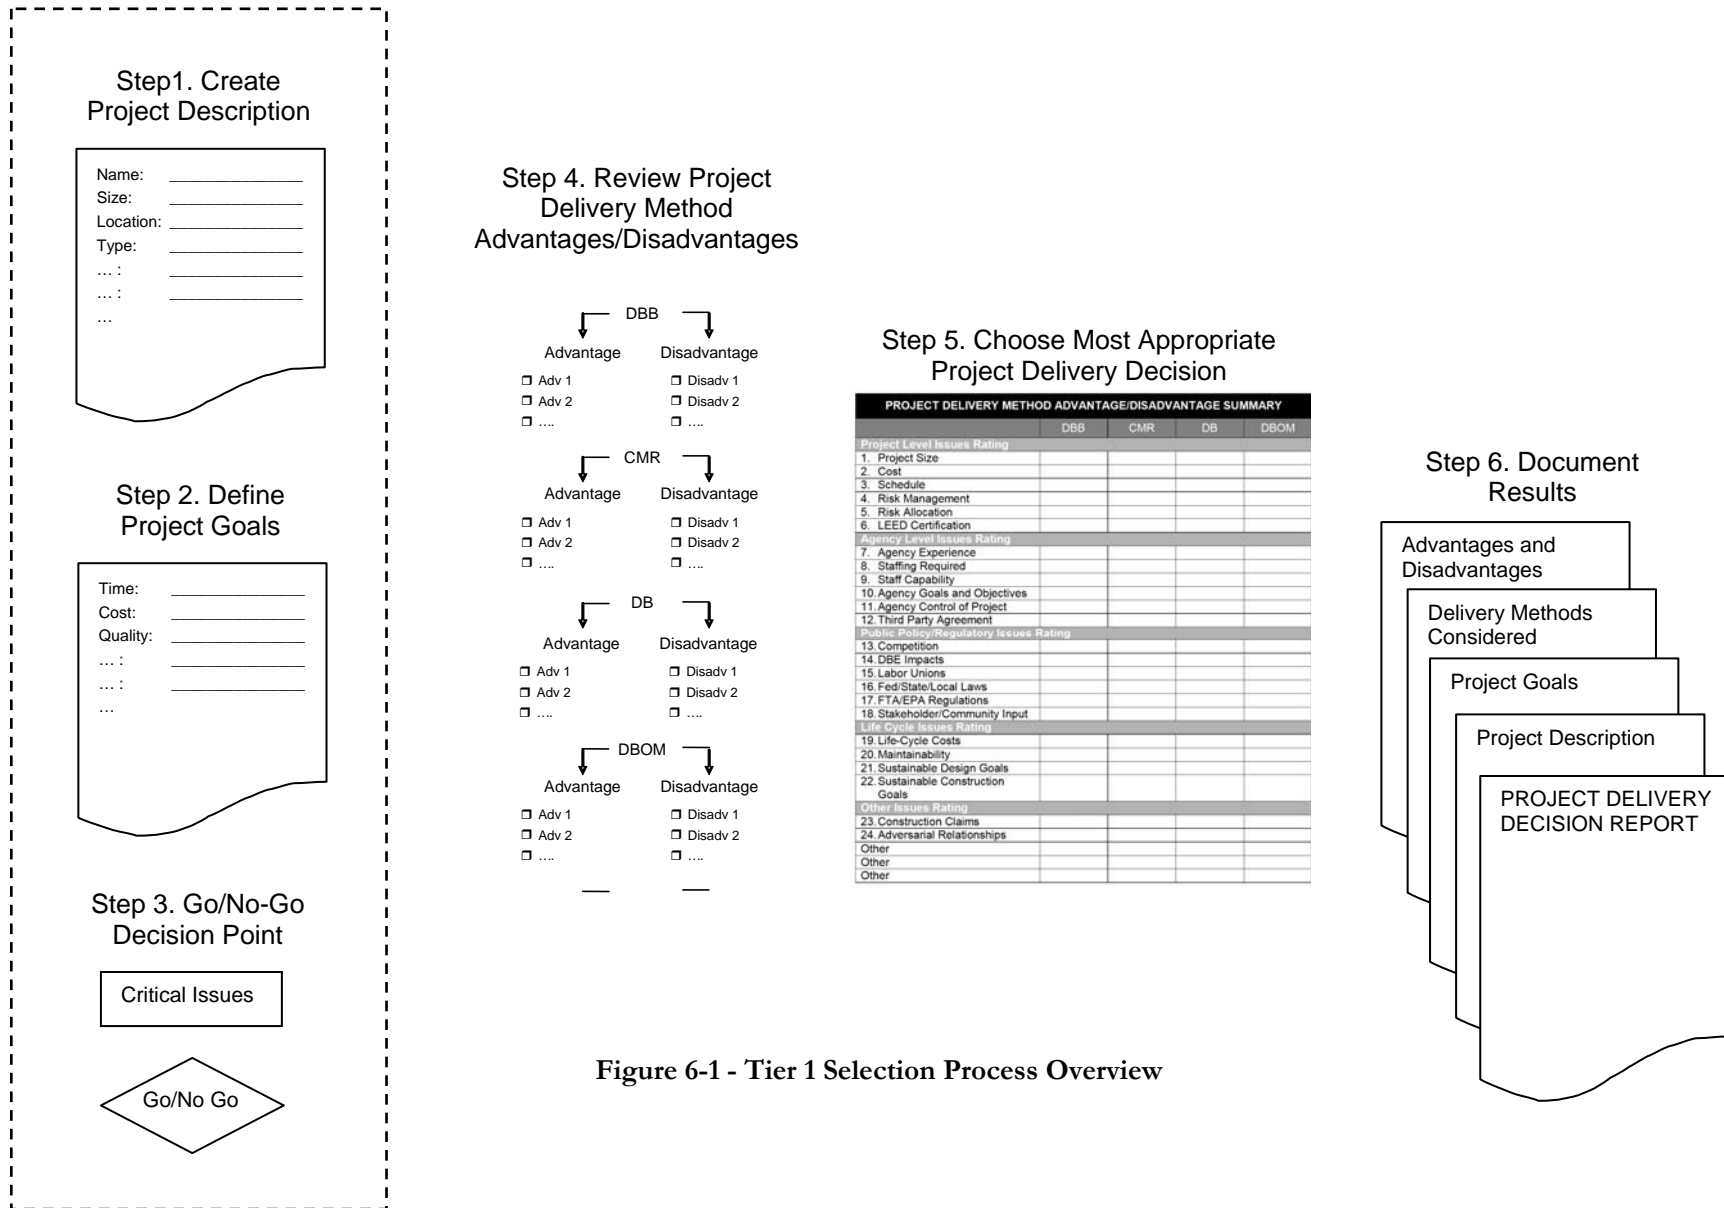 Step1. Create
Project Description
Name: _______________
Size: _______________
Location: _______________
Type: _______________
… : _______________
… : _______________
…
Step 2. Define
Project Goals
Time: _______________
Cost: _______________
Quality: _______________
… : _______________
… : _______________
…
Step 3. Go/No-Go
Decision Point
Critical Issues
Go/No Go
Step 4. Review Project
Delivery Method
Advantages/Disadvantages
DBB
Advantage Disadvantage
❒ Adv 1 ❒ Disadv 1
❒ Adv 2 ❒ Disadv 2
❒ …. ❒ ….
CMR
Advantage Disadvantage
❒ Adv 1 ❒ Disadv 1
❒ Adv 2 ❒ Disadv 2
❒ …. ❒ ….
DB
Advantage Disadvantage
❒ Adv 1 ❒ Disadv 1
❒ Adv 2 ❒ Disadv 2
❒ …. ❒ ….
DBOM
Advantage Disadvantage
❒ Adv 1 ❒ Disadv 1
❒ Adv 2 ❒ Disadv 2
❒ …. ❒ ….
Step 5. Choose Most Appropriate
Project Delivery Decision
PROJECT DELIVERY METHOD ADVANTAGE/DISADVANTAGE SUMMARY
DBB CMR DB DBOM
Project Level Issues Rating
1. Project Size
2. Cost
3. Schedule
4. Risk Management
5. Risk Allocation
6. LEED Certification
Agency Level Issues Rating
7. Agency Experience
8. Staffing Required
9. Staff Capability
10. Agency Goals and Objectives
11. Agency Control of Project
12. Third Party Agreement
Public Policy/Regulatory Issues Rating
13. Competition
14. DBE Impacts
15. Labor Unions
16. Fed/State/Local Laws
17. FTA/EPA Regulations
18. Stakeholder/Community Input
Life Cycle Issues Rating
19. Life-Cycle Costs
20. Maintainability
21. Sustainable Design Goals
22. Sustainable Construction
Goals
Other Issues Rating
23. Construction Claims
24. Adversarial Relationships
Other
Other
Other
Step 6. Document
Results
Advantages and
Disadvantages
Delivery Methods
Considered
Project Goals
Project Description
PROJECT DELIVERY
DECISION REPORT
Figure 6-1 - Tier 1 Selection Process Overview